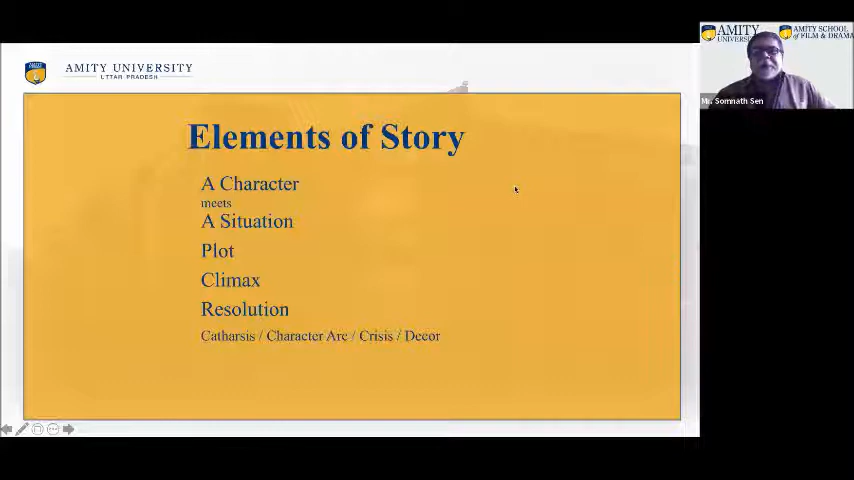 AMITY UNIVERSITY
UTTAR PRADESH
Elements of Story
A Character
meets
A Situation
Plot
Climax
Resolution
Catharsis / Character Arc / Crisis / Decor
AMITY
UNIVERSITY
AMITY SCHOOL
of FILM & DRAMA
Mr. Somnath Sen